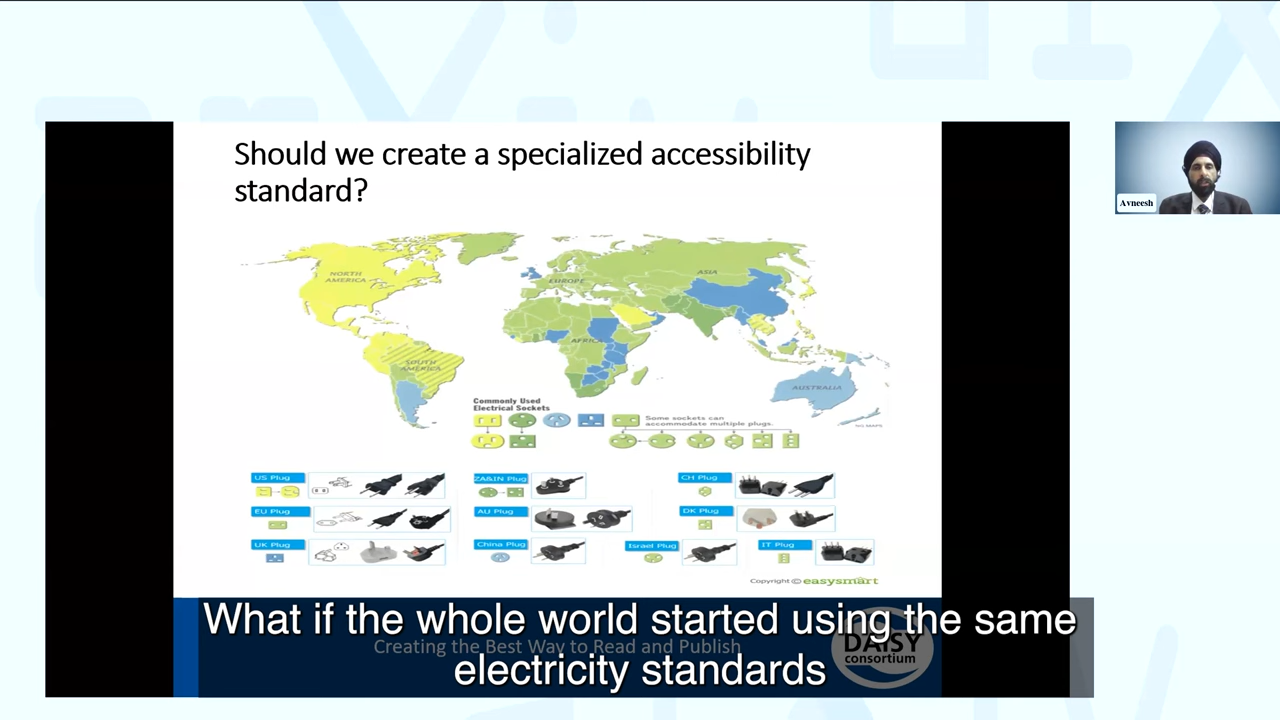 Should we create a specialized accessibility
standard?
Avneesh
NORTH
AMERICA
EUROPE
ASIA
AFRICA
SOUTH
AMERICA
AUSTRALIA
NG MAPS
Commonly Used
Electrical Sockets
Some sockets can
accommodate multiple plugs.
US Plug
ZA&IN Plug
CH Plug
EU Plug
AU Plug
DK Plug
UK Plug
China Plug
Israel Plug
IT Plug
Copyright © easysmart
What if the whole world started using the same
electricity standards
Creating the Best Way to Read and Publish
DAISY
consortium